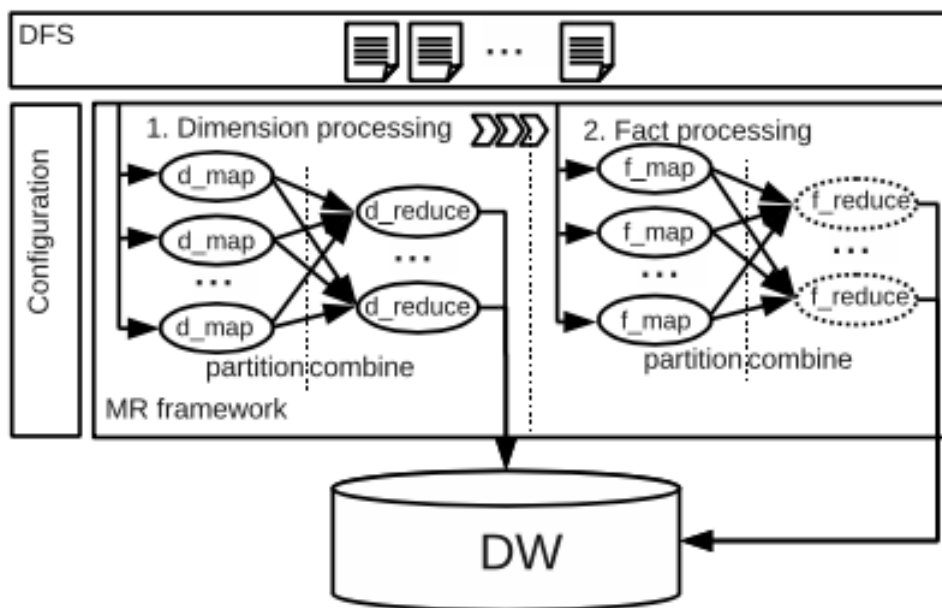 DFS
...
Configuration
1. Dimension processing
d_map
d_map
...
d_map
d_reduce
...
d_reduce
partition combine
MR framework
2. Fact processing
f_map
f_map
...
f_map
f_reduce
...
f_reduce
partition combine
DW